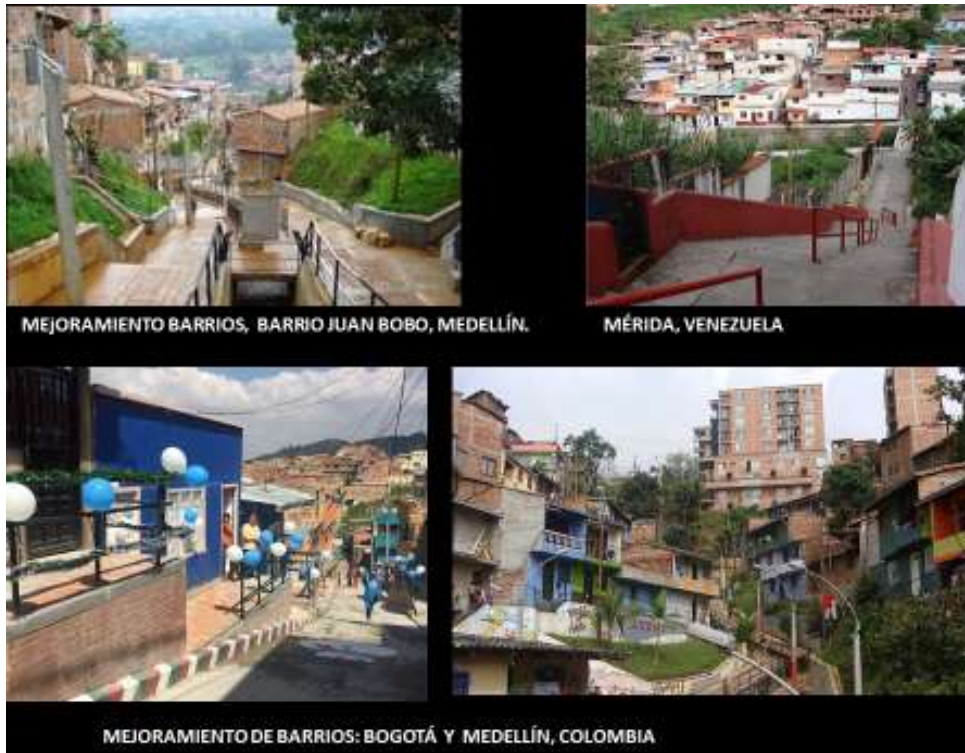 MEjORAMIENTO BARRIOS, BARRIO JUAN BOBO, MEDELLÍN.
MÉRIDA, VENEZUELA
MEJORAMIENTO DE BARRIOS: BOGOTÁ Y MEDELLÍN, COLOMBIA